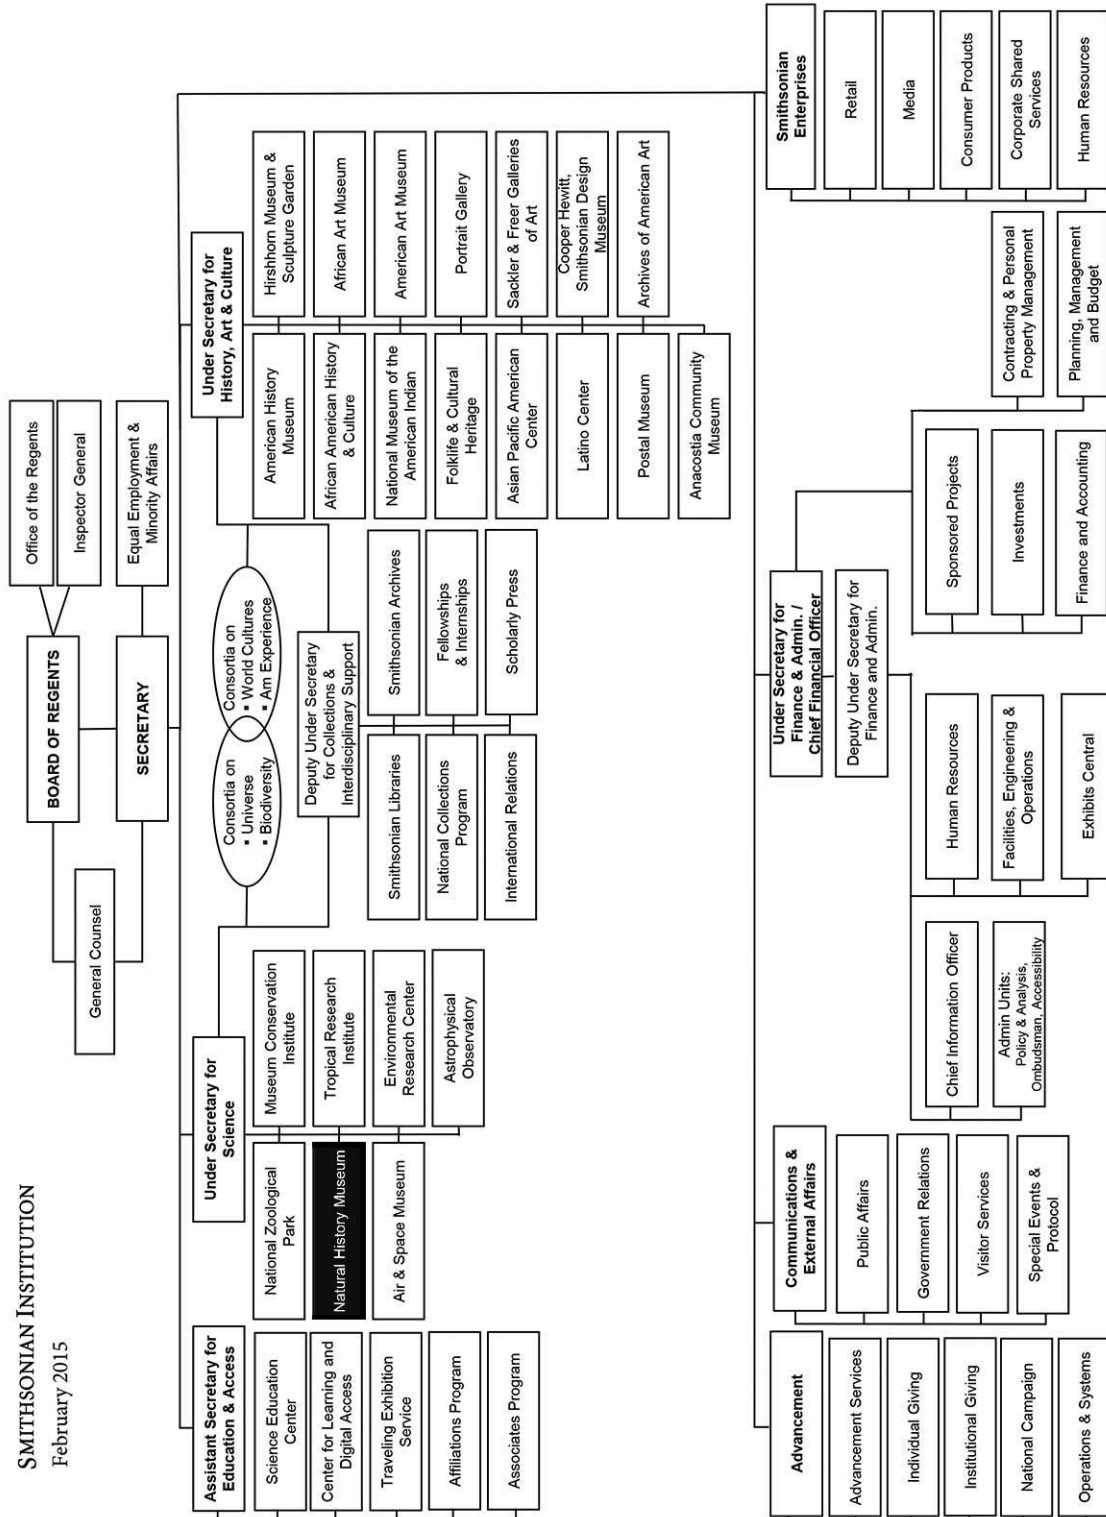 SMITHSONIAN INSTITUTION
February 2015
BOARD OF REGENTS
Office of the Regents
Inspector General
General Counsel
SECRETARY
Equal Employment &
Minority Affairs
Assistant Secretary for
Education & Access
Science Education
Center
Center for Learning and
Digital Access
Traveling Exhibition
Service
Affiliations Program
Associates Program
Under Secretary for
Science
National Zoological
Park
Museum Conservation
Institute
Natural History Museum
Tropical Research
Institute
Air & Space Museum
Environmental
Research Center
Astrophysical
Observatory
Consortia on
▪ Universe
▪ Biodiversity
Consortia on
▪ World Cultures
▪ Am Experience
Deputy Under Secretary
for Collections &
Interdisciplinary Support
Smithsonian Libraries
Smithsonian Archives
National Collections
Program
Fellowships
& Internships
International Relations
Scholarly Press
Under Secretary for
History, Art & Culture
American History
Museum
Hirshhorn Museum &
Sculpture Garden
African American History
& Culture
African Art Museum
National Museum of the
American Indian
American Art Museum
Folklife & Cultural
Heritage
Portrait Gallery
Asian Pacific American
Center
Sackler & Freer Galleries
of Art
Latino Center
Cooper Hewitt,
Smithsonian Design
Museum
Postal Museum
Archives of American Art
Anacostia Community
Museum
Advancement
Advancement Services
Individual Giving
Institutional Giving
National Campaign
Operations & Systems
Communications &
External Affairs
Public Affairs
Government Relations
Visitor Services
Special Events &
Protocol
Under Secretary for
Finance & Admin. /
Chief Financial Officer
Deputy Under Secretary for
Finance and Admin.
Chief Information Officer
Admin Units:
Policy & Analysis,
Ombudsman, Accessibility
Human Resources
Facilities, Engineering &
Operations
Exhibits Central
Sponsored Projects
Investments
Finance and Accounting
Contracting & Personal
Property Management
Planning, Management
and Budget
Smithsonian
Enterprises
Retail
Media
Consumer Products
Corporate Shared
Services
Human Resources